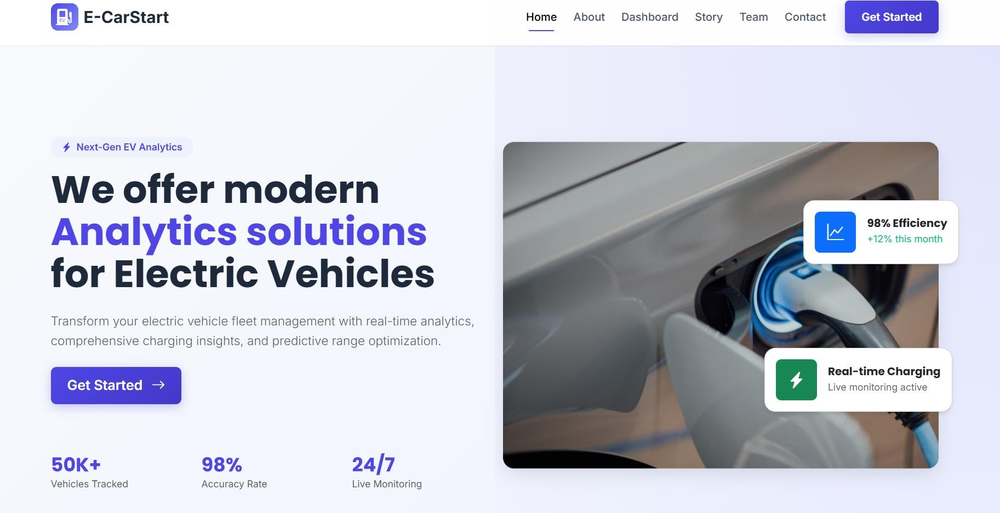 EV
E-CarStart
Home
About
Dashboard
Story
Team
Contact
Get Started
Next-Gen EV Analytics
We offer modern
Analytics solutions
for Electric Vehicles
Transform your electric vehicle fleet management with real-time analytics,
comprehensive charging insights, and predictive range optimization.
Get Started
50K+
Vehicles Tracked
98%
Accuracy Rate
24/7
Live Monitoring
98% Efficiency
+12% this month
Real-time Charging
Live monitoring active